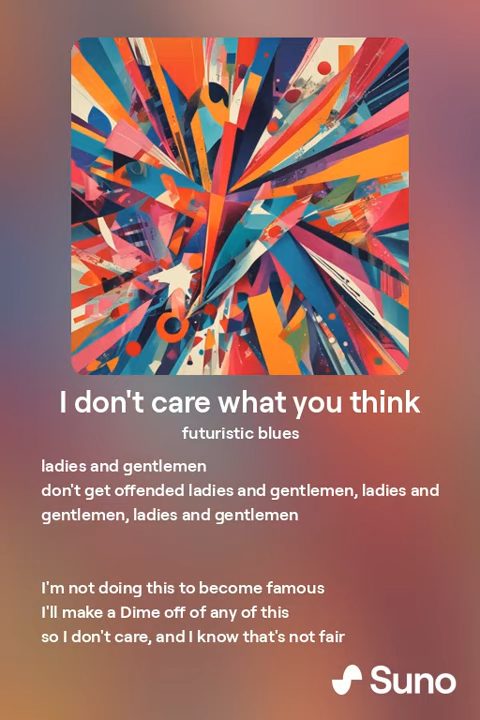 I don't care what you think
futuristic blues
ladies and gentlemen
don't get offended ladies and gentlemen, ladies and
gentlemen, ladies and gentlemen
I'm not doing this to become famous
I'll make a Dime off of any of this
so I don't care, and I know that's not fair
Suno